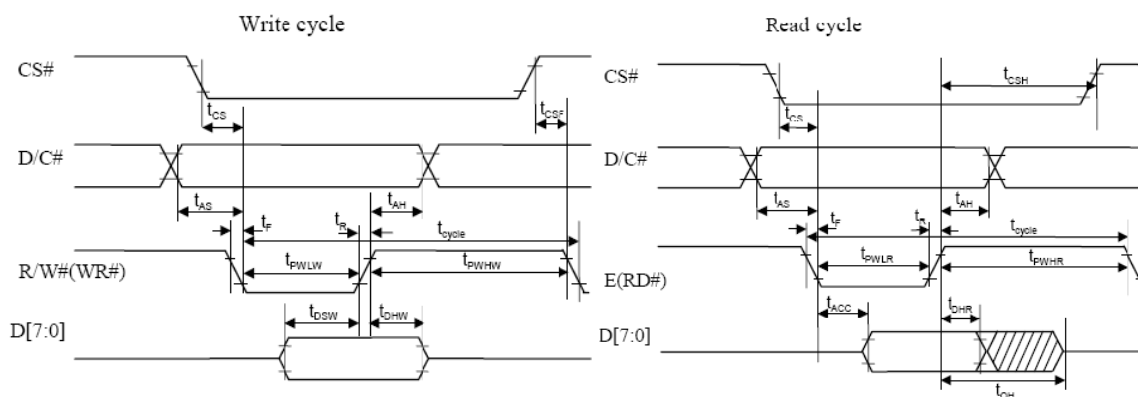 Write cycle
CS#
tCS
tCSF
D/C#
tAS
tAH
tF
tR
tcycle
R/W#(WR#)
tPWLW
tPWHW
tDSW
tDHW
D[7:0]
Read cycle
CS#
tCSH
tCS
D/C#
tAS
tAH
tF
tR
tcycle
E(RD#)
tPWLR
tPWHR
tACC
tDHR
D[7:0]
tOH